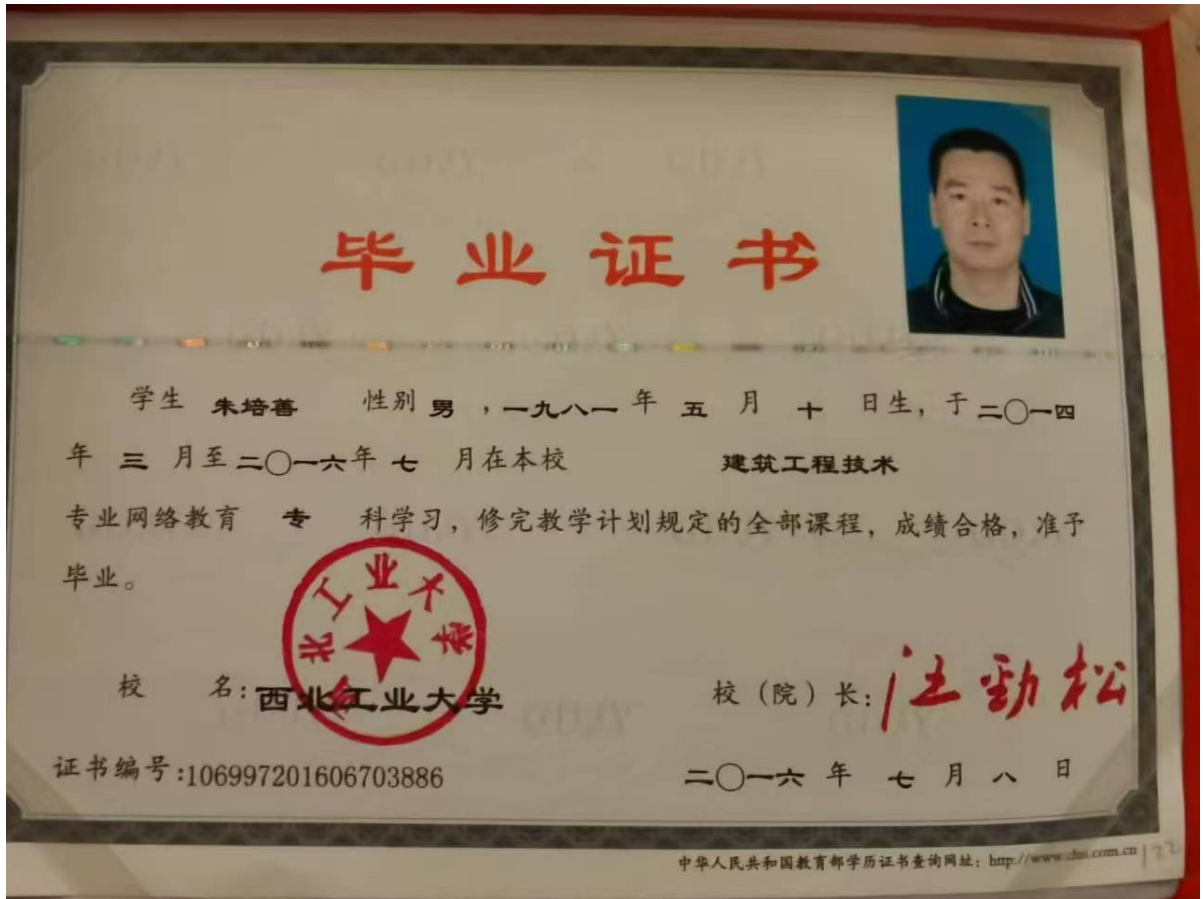 毕业证书
学生 朱培善 性别 男 ，一九八一 年 五 月 十 日生，于 二〇一四
年 三 月至 二〇一六 年 七 月在本校 建筑工程技术
专业网络教育 专 科学习，修完教学计划规定的全部课程，成绩合格，准予
毕业。
西北工业大学
校 名：西北工业大学
校（院）长：汪劲松
证书编号：106997201606703886
二〇一六 年 七 月 八 日
中华人民共和国教育部学历证书查询网址：http://www.chsi.com.cn
122